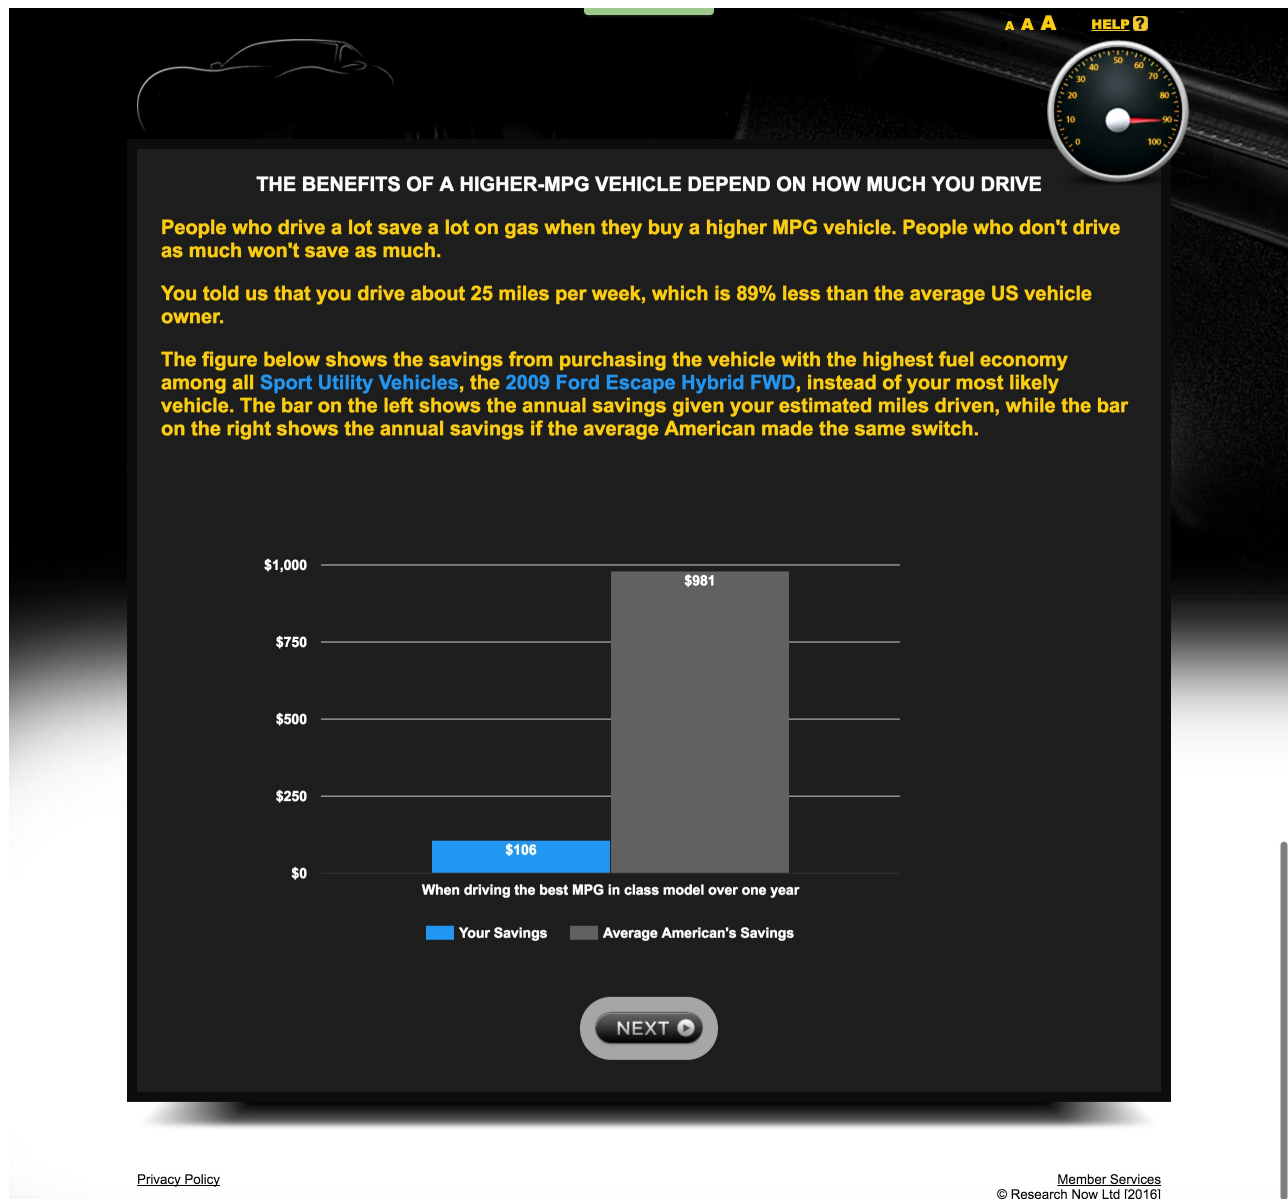 A A A HELP ?
0 10 20 30 40 50 60 70 80 90 100
THE BENEFITS OF A HIGHER-MPG VEHICLE DEPEND ON HOW MUCH YOU DRIVE
People who drive a lot save a lot on gas when they buy a higher MPG vehicle. People who don't drive
as much won't save as much.
You told us that you drive about 25 miles per week, which is 89% less than the average US vehicle
owner.
The figure below shows the savings from purchasing the vehicle with the highest fuel economy
among all Sport Utility Vehicles, the 2009 Ford Escape Hybrid FWD, instead of your most likely
vehicle. The bar on the left shows the annual savings given your estimated miles driven, while the bar
on the right shows the annual savings if the average American made the same switch.
$1,000
$981
$750
$500
$250
$106
$0
When driving the best MPG in class model over one year
Your Savings Average American's Savings
NEXT
Privacy Policy Member Services
© Research Now Ltd [2016]